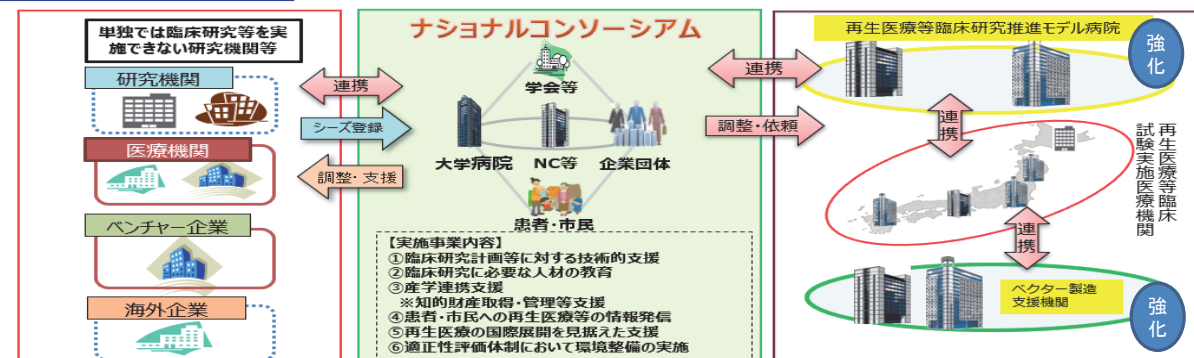 単独では臨床研究等を実
施できない研究機関等
研究機関
医療機関
ベンチャー企業
海外企業
連携
シーズ登録
調整・支援
ナショナルコンソーシアム
学会等
大学病院
NC等
企業団体
患者・市民
【実施事業内容】
①臨床研究計画等に対する技術的支援
②臨床研究に必要な人材の教育
③産学連携支援
※知的財産取得・管理等支援
④患者・市民への再生医療等の情報発信
⑤再生医療の国際展開を見据えた支援
⑥適正性評価体制において環境整備の実施
連携
調整・依頼
再生医療等臨床研究推進モデル病院
強化
連携
再生医療等臨床
試験実施医療機関
連携
ベクター製造
支援機関
強化